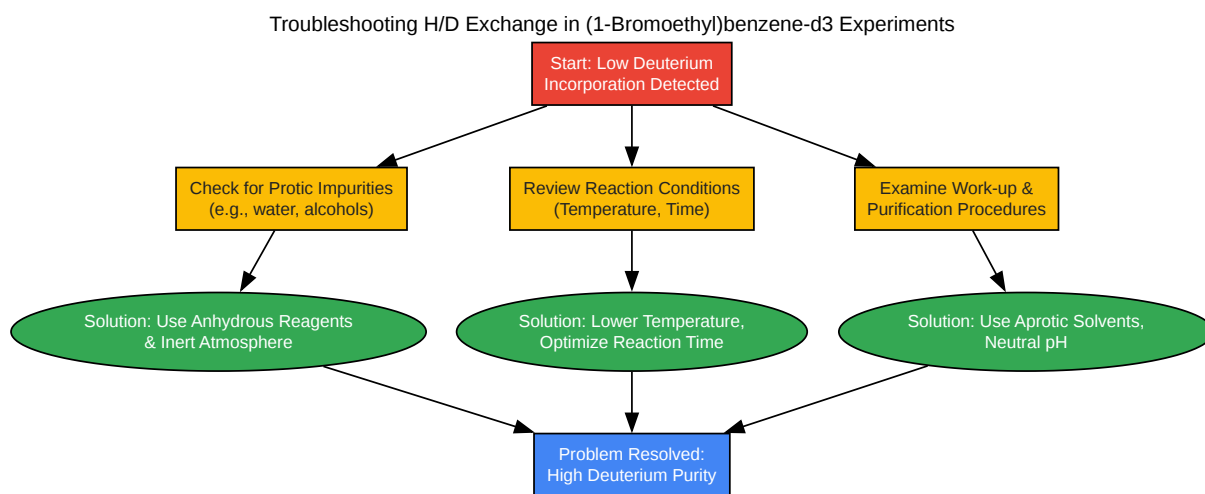 Troubleshooting H/D Exchange in (1-Bromoethyl)benzene-d3 Experiments
Start: Low Deuterium
Incorporation Detected
Check for Protic Impurities
(e.g., water, alcohols)
Review Reaction Conditions
(Temperature, Time)
Examine Work-up &
Purification Procedures
Solution: Use Anhydrous Reagents
& Inert Atmosphere
Solution: Lower Temperature,
Optimize Reaction Time
Solution: Use Aprotic Solvents,
Neutral pH
Problem Resolved:
High Deuterium Purity